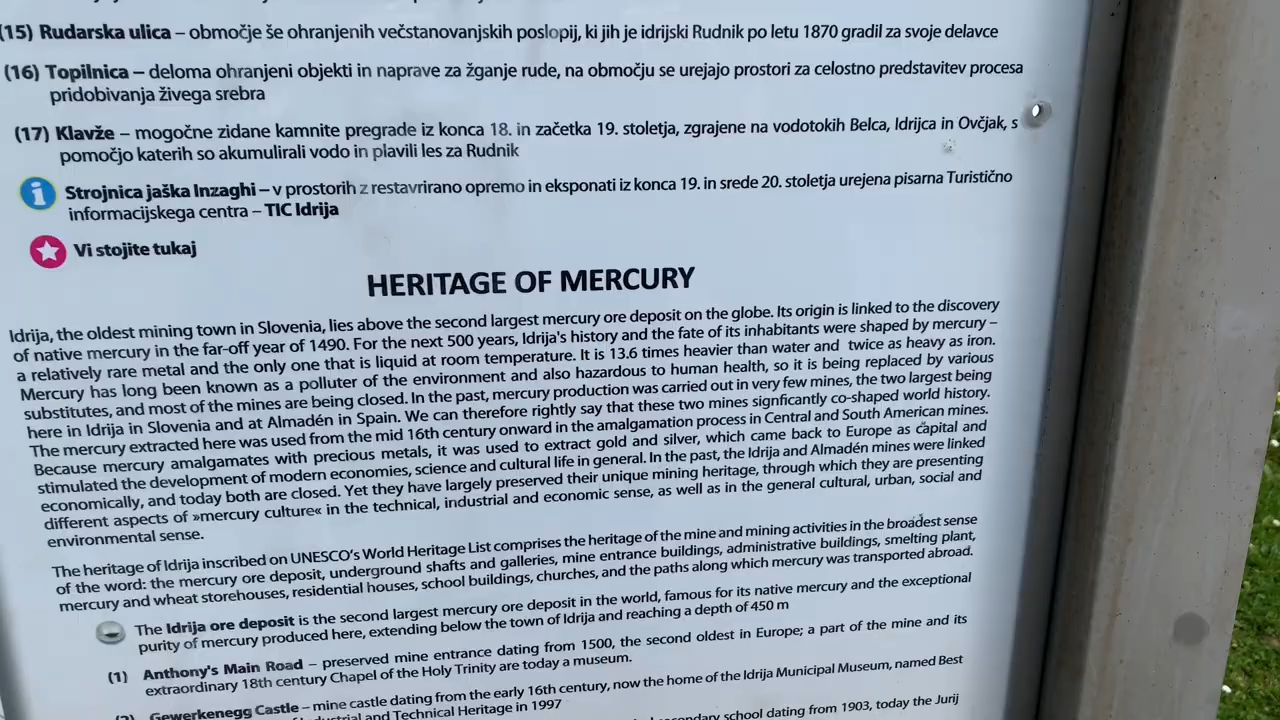 (15) Rudarska ulica – območje še ohranjenih večstanovanjskih poslopij, ki jih je idrijski Rudnik po letu 1870 gradil za svoje delavce
(16) Topilnica – deloma ohranjeni objekti in naprave za žganje rude, na območju se urejajo prostori za celostno predstavitev procesa
pridobivanja živega srebra
(17) Klavže – mogočne zidane kamnite pregrade iz konca 18. in začetka 19. stoletja, zgrajene na vodotokih Belca, Idrijca in Ovčjak, s
pomočjo katerih so akumulirali vodo in plavili les za Rudnik
Strojnica jaška Inzaghi – v prostorih z restavrirano opremo in eksponati iz konca 19. in srede 20. stoletja urejena pisarna Turistično
informacijskega centra – TIC Idrija
Vi stojite tukaj
HERITAGE OF MERCURY
Idrija, the oldest mining town in Slovenia, lies above the second largest mercury ore deposit on the globe. Its origin is linked to the discovery
of native mercury in the far-off year of 1490. For the next 500 years, Idrija's history and the fate of its inhabitants were shaped by mercury –
a relatively rare metal and the only one that is liquid at room temperature. It is 13.6 times heavier than water and twice as heavy as iron.
Mercury has long been known as a polluter of the environment and also hazardous to human health, so it is being replaced by various
substitutes, and most of the mines are being closed. In the past, mercury production was carried out in very few mines, the two largest being
here in Idrija in Slovenia and at Almadén in Spain. We can therefore rightly say that these two mines signficantly co-shaped world history.
The mercury extracted here was used from the mid 16th century onward in the amalgamation process in Central and South American mines.
Because mercury amalgamates with precious metals, it was used to extract gold and silver, which came back to Europe as capital and
stimulated the development of modern economies, science and cultural life in general. In the past, the Idrija and Almadén mines were linked
economically, and today both are closed. Yet they have largely preserved their unique mining heritage, through which they are presenting
different aspects of »mercury culture« in the technical, industrial and economic sense, as well as in the general cultural, urban, social and
environmental sense.
The heritage of Idrija inscribed on UNESCO's World Heritage List comprises the heritage of the mine and mining activities in the broadest sense
of the word: the mercury ore deposit, underground shafts and galleries, mine entrance buildings, administrative buildings, smelting plant,
mercury and wheat storehouses, residential houses, school buildings, churches, and the paths along which mercury was transported abroad.
The Idrija ore deposit is the second largest mercury ore deposit in the world, famous for its native mercury and the exceptional
purity of mercury produced here, extending below the town of Idrija and reaching a depth of 450 m
(1) Anthony's Main Road – preserved mine entrance dating from 1500, the second oldest in Europe; a part of the mine and its
extraordinary 18th century Chapel of the Holy Trinity are today a museum.
Gewerkenegg Castle – mine castle dating from the early 16th century, now the home of the Idrija Municipal Museum, named Best
and Technical Heritage in 1997
school dating from 1903, today the Jurij